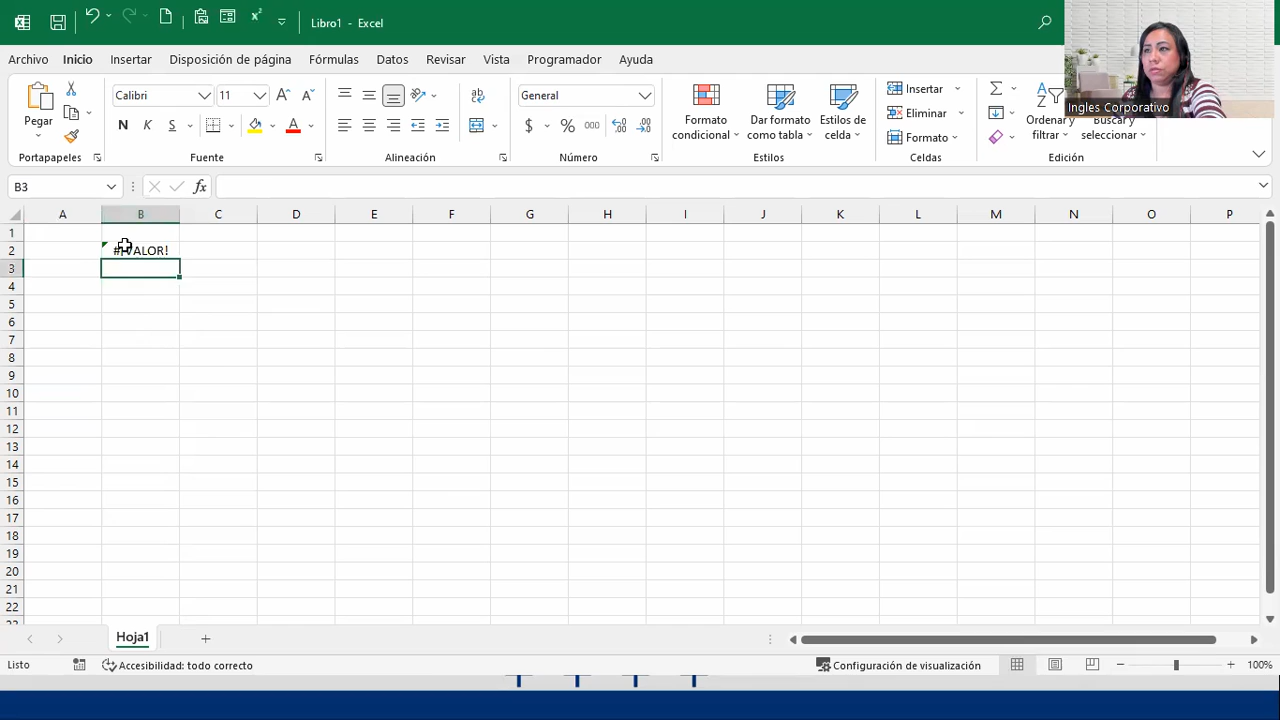 Libro1 - Excel
Archivo Inicio Insertar Disposición de página Fórmulas Datos Revisar Vista Programador Ayuda
Ingles Corporativo
Pegar
Portapapeles
Calibri 11
N K S
Fuente
Alineación
General
$ % 000
Número
Formato condicional
Dar formato como tabla
Estilos de celda
Estilos
Insertar
Eliminar
Formato
Celdas
Ordenar y filtrar
Buscar y seleccionar
Edición
B3
fx
A B C D E F G H I J K L M N O P
1
2 #¡VALOR!
3
4
5
6
7
8
9
10
11
12
13
14
15
16
17
18
19
20
21
22
Hoja1
Listo Accesibilidad: todo correcto Configuración de visualización 100%